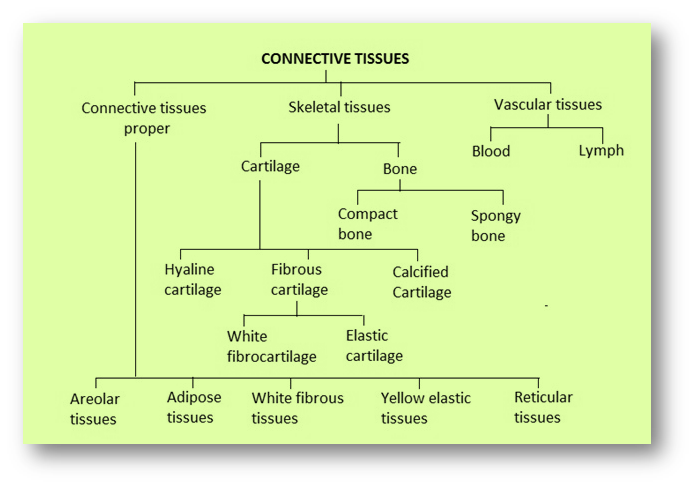 CONNECTIVE TISSUES
Connective tissues
proper
Skeletal tissues
Vascular tissues
Blood
Lymph
Cartilage
Bone
Compact
bone
Spongy
bone
Hyaline
cartilage
Fibrous
cartilage
Calcified
Cartilage
White
fibrocartilage
Elastic
cartilage
Areolar
tissues
Adipose
tissues
White fibrous
tissues
Yellow elastic
tissues
Reticular
tissues